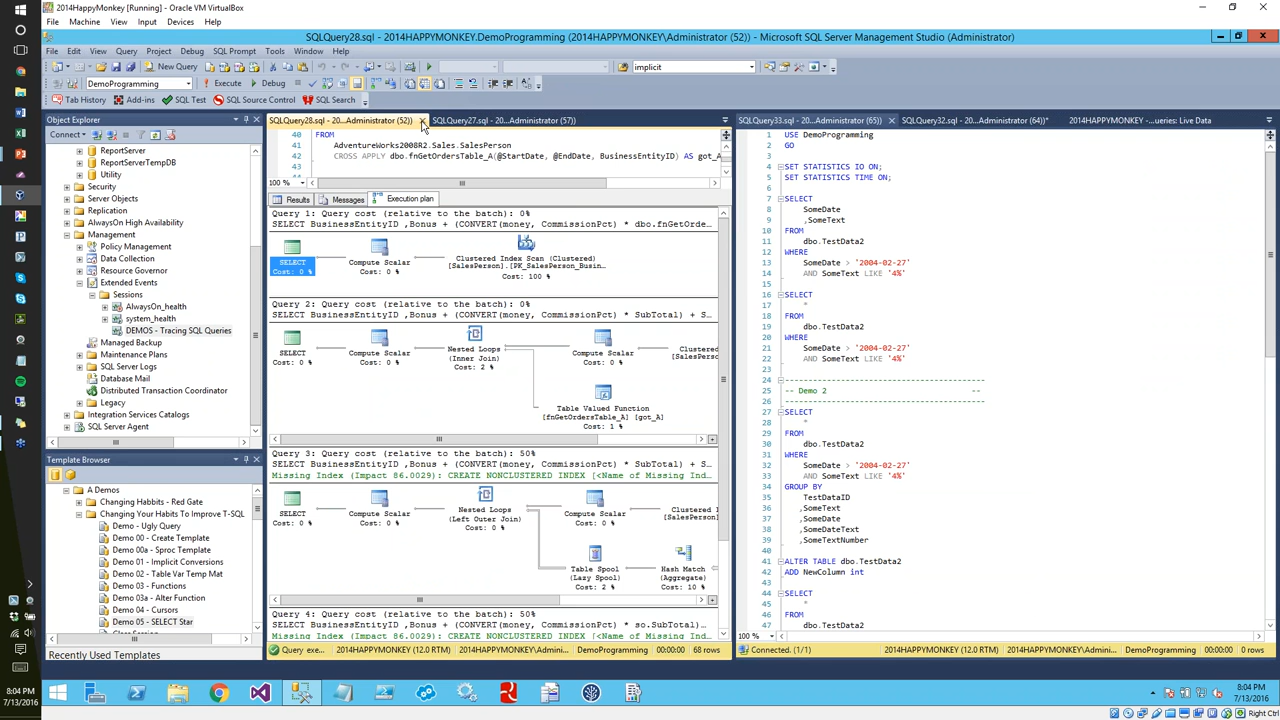 2014HappyMonkey [Running] - Oracle VM VirtualBox
File Machine View Input Devices Help
SQLQuery28.sql - 2014HAPPYMONKEY.DemoProgramming (2014HAPPYMONKEY\Administrator (52)) - Microsoft SQL Server Management Studio (Administrator)
File Edit View Query Project Debug SQL Prompt Tools Window Help
New Query implicit
DemoProgramming Execute Debug
Tab History Add-ins SQL Test SQL Source Control SQL Search
Object Explorer
Connect
ReportServer
ReportServerTempDB
Utility
Security
Server Objects
Replication
AlwaysOn High Availability
Management
Policy Management
Data Collection
Resource Governor
Extended Events
Sessions
AlwaysOn_health
system_health
DEMOS - Tracing SQL Queries
Managed Backup
Maintenance Plans
SQL Server Logs
Database Mail
Distributed Transaction Coordinator
Legacy
Integration Services Catalogs
SQL Server Agent
Template Browser
A Demos
Changing Habbits - Red Gate
Changing Your Habits To Improve T-SQL
Demo - Ugly Query
Demo 00 - Create Template
Demo 00a - Sproc Template
Demo 01 - Implicit Conversions
Demo 02 - Table Var Temp Mat
Demo 03 - Functions
Demo 03a - Alter Function
Demo 04 - Cursors
Demo 05 - SELECT Star
Recently Used Templates
SQLQuery28.sql - 20...Administrator (52)) SQLQuery27.sql - 20...Administrator (57))
40 FROM
41 AdventureWorks2008R2.Sales.SalesPerson
42 CROSS APPLY dbo.fnGetOrdersTable_A(@StartDate, @EndDate, BusinessEntityID) AS got_A
43
100 %
Results Messages Execution plan
Query 1: Query cost (relative to the batch): 0%
SELECT BusinessEntityID ,Bonus + (CONVERT(money, CommissionPct) * dbo.fnGetOrde...
SELECT
Cost: 0 %
Compute Scalar
Cost: 0 %
Clustered Index Scan (Clustered)
[SalesPerson].[PK_SalesPerson_Busin...
Cost: 100 %
Query 2: Query cost (relative to the batch): 0%
SELECT BusinessEntityID ,Bonus + (CONVERT(money, CommissionPct) * SubTotal) + S...
SELECT
Cost: 0 %
Compute Scalar
Cost: 0 %
Nested Loops
(Inner Join)
Cost: 2 %
Compute Scalar
Cost: 0 %
Clustered
[SalesPers
Table Valued Function
[fnGetOrdersTable_A] [got_A]
Cost: 1 %
Query 3: Query cost (relative to the batch): 50%
SELECT BusinessEntityID ,Bonus + (CONVERT(money, CommissionPct) * SubTotal) + S...
Missing Index (Impact 86.0029): CREATE NONCLUSTERED INDEX [<Name of Missing Ind...
SELECT
Cost: 0 %
Compute Scalar
Cost: 0 %
Nested Loops
(Left Outer Join)
Cost: 0 %
Compute Scalar
Cost: 0 %
Clustered I
[SalesPerso
Table Spool
(Lazy Spool)
Cost: 2 %
Hash Match
(Aggregate)
Cost: 10 %
Query 4: Query cost (relative to the batch): 50%
SELECT BusinessEntityID ,Bonus + (CONVERT(money, CommissionPct) * so.SubTotal)...
Missing Index (Impact 86.0029): CREATE NONCLUSTERED INDEX [<Name of Missing Ind...
Query exe... 2014HAPPYMONKEY (12.0 RTM) 2014HAPPYMONKEY\Admini... DemoProgramming 00:00:00 68 rows
SQLQuery33.sql - 20...Administrator (65)) SQLQuery32.sql - 20...Administrator (64))* 2014HAPPYMONKEY - ...ueries: Live Data
1 USE DemoProgramming
2 GO
3
4 SET STATISTICS IO ON;
5 SET STATISTICS TIME ON;
6
7 SELECT
8 SomeDate
9 ,SomeText
10 FROM
11 dbo.TestData2
12 WHERE
13 SomeDate > '2004-02-27'
14 AND SomeText LIKE '4%'
15
16 SELECT
17 *
18 FROM
19 dbo.TestData2
20 WHERE
21 SomeDate > '2004-02-27'
22 AND SomeText LIKE '4%'
23
24 --------------------------------------------
25 -- Demo 2 --
26 --------------------------------------------
27 SELECT
28 *
29 FROM
30 dbo.TestData2
31 WHERE
32 SomeDate > '2004-02-27'
33 AND SomeText LIKE '4%'
34 GROUP BY
35 TestDataID
36 ,SomeText
37 ,SomeDate
38 ,SomeDateText
39 ,SomeTextNumber
40
41 ALTER TABLE dbo.TestData2
42 ADD NewColumn int
43
44 SELECT
45 *
46 FROM
47 dbo.TestData2
100 %
Connected. (1/1) 2014HAPPYMONKEY (12.0 RTM) 2014HAPPYMONKEY\Admini... DemoProgramming 00:00:00 0 rows
8:04 PM
7/13/2016
8:04 PM
7/13/2016
Right Ctrl